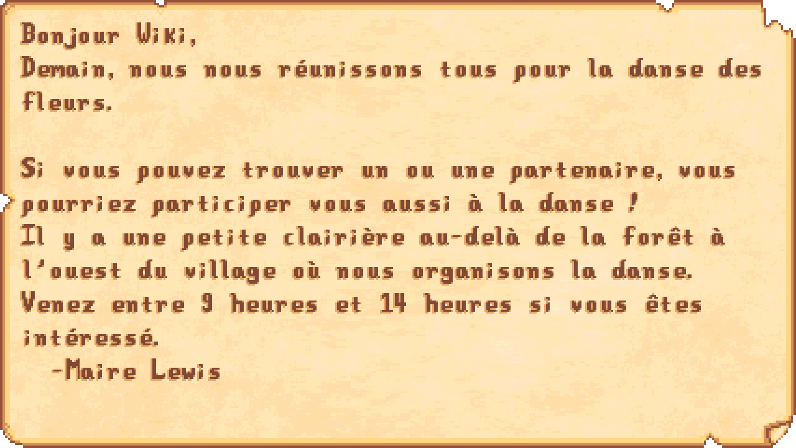 Bonjour Wiki,
Demain, nous nous réunissons tous pour la danse des
fleurs.
Si vous pouvez trouver un ou une partenaire, vous
pourriez participer vous aussi à la danse !
Il y a une petite clairière au-delà de la forêt à
l'ouest du village où nous organisons la danse.
Venez entre 9 heures et 14 heures si vous êtes
intéressé.
-Maire Lewis